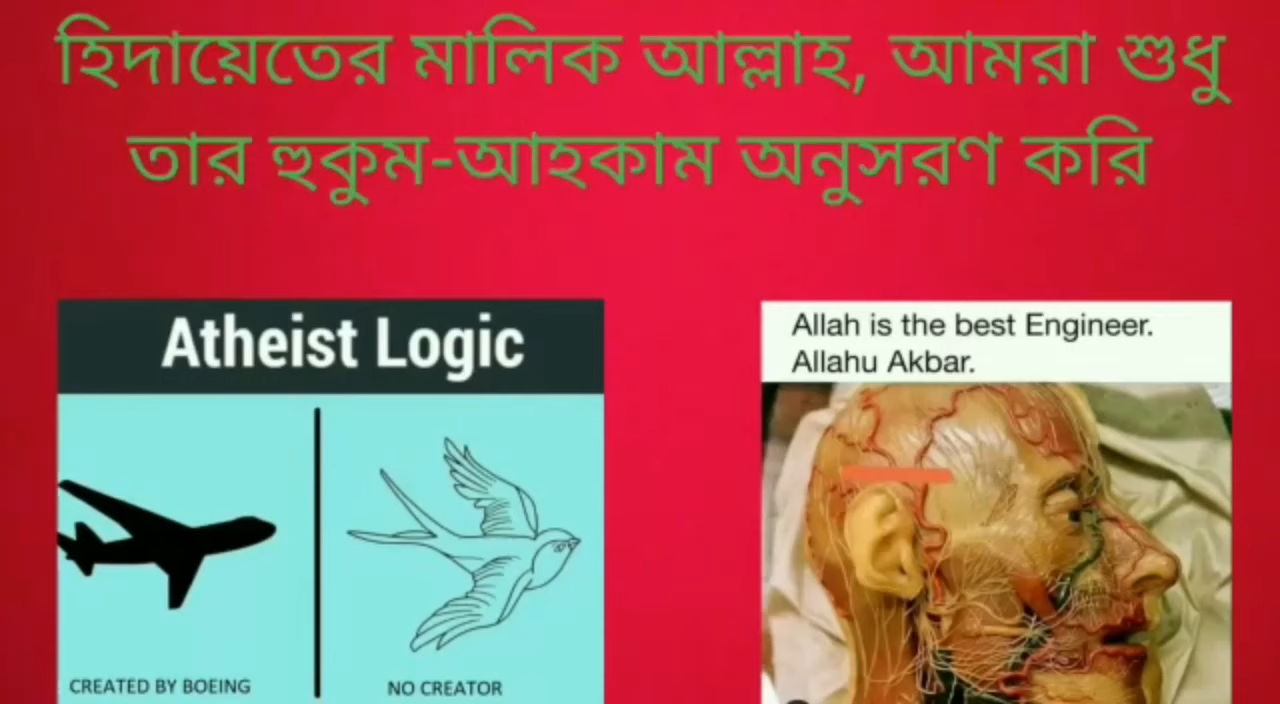 হিদায়েতের মালিক আল্লাহ, আমরা শুধু
তার হুকুম-আহকাম অনুসরণ করি
Atheist Logic
CREATED BY BOEING
NO CREATOR
Allah is the best Engineer.
Allahu Akbar.